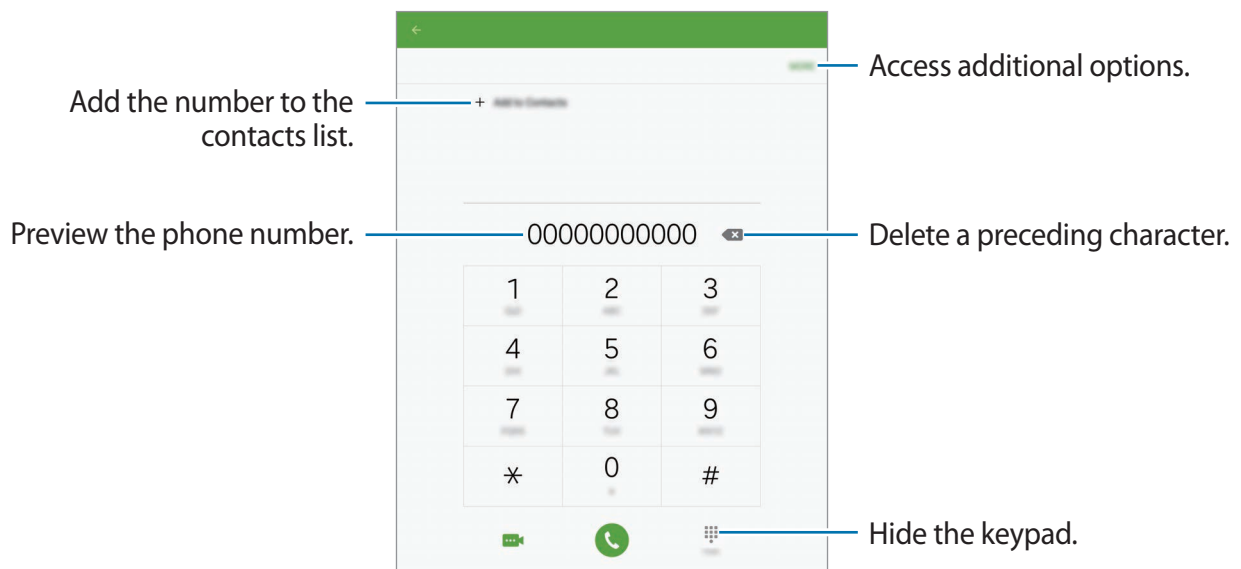 Access additional options.
Add the number to the
contacts list.
+ Add to Contacts
Preview the phone number.
00000000000
Delete a preceding character.
1 2 3
4 5 6
7 8 9
* 0 #
Hide the keypad.